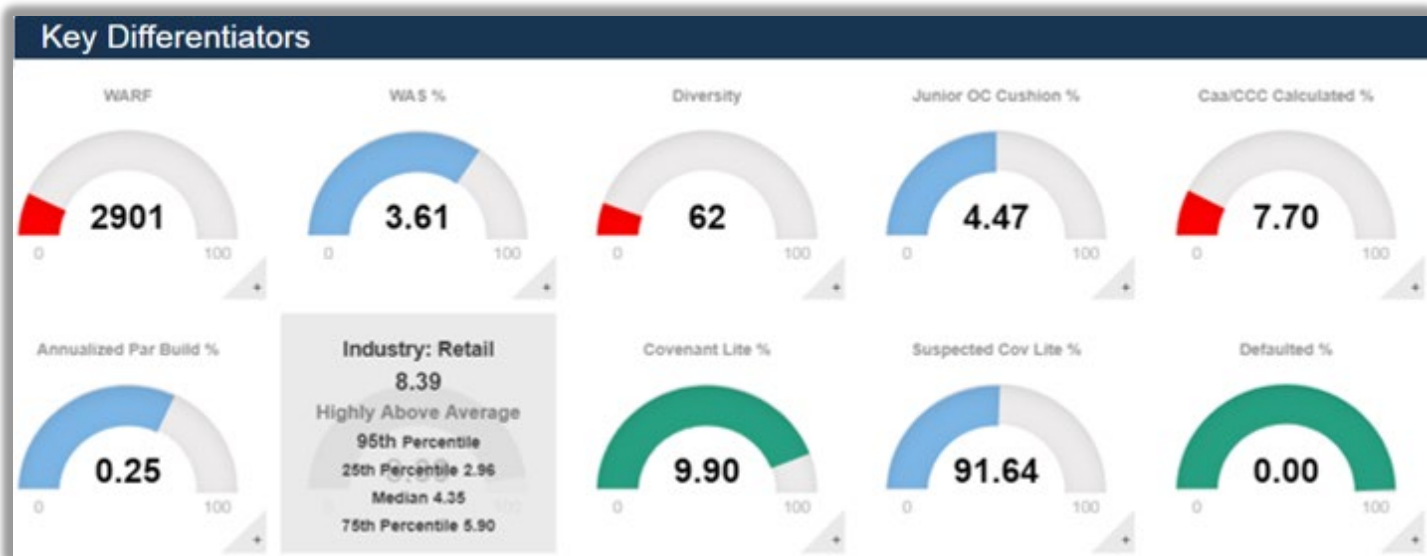 Key Differentiators
WARF
2901
0 100
+
WAS %
3.61
0 100
+
Diversity
62
0 100
+
Junior OC Cushion %
4.47
0 100
+
Caa/CCC Calculated %
7.70
0 100
+
Annualized Par Build %
0.25
0 100
+
Industry: Retail
8.39
Highly Above Average
95th Percentile
25th Percentile 2.96
Median 4.35
75th Percentile 5.90
Covenant Lite %
9.90
0 100
+
Suspected Cov Lite %
91.64
0 100
+
Defaulted %
0.00
0 100
+